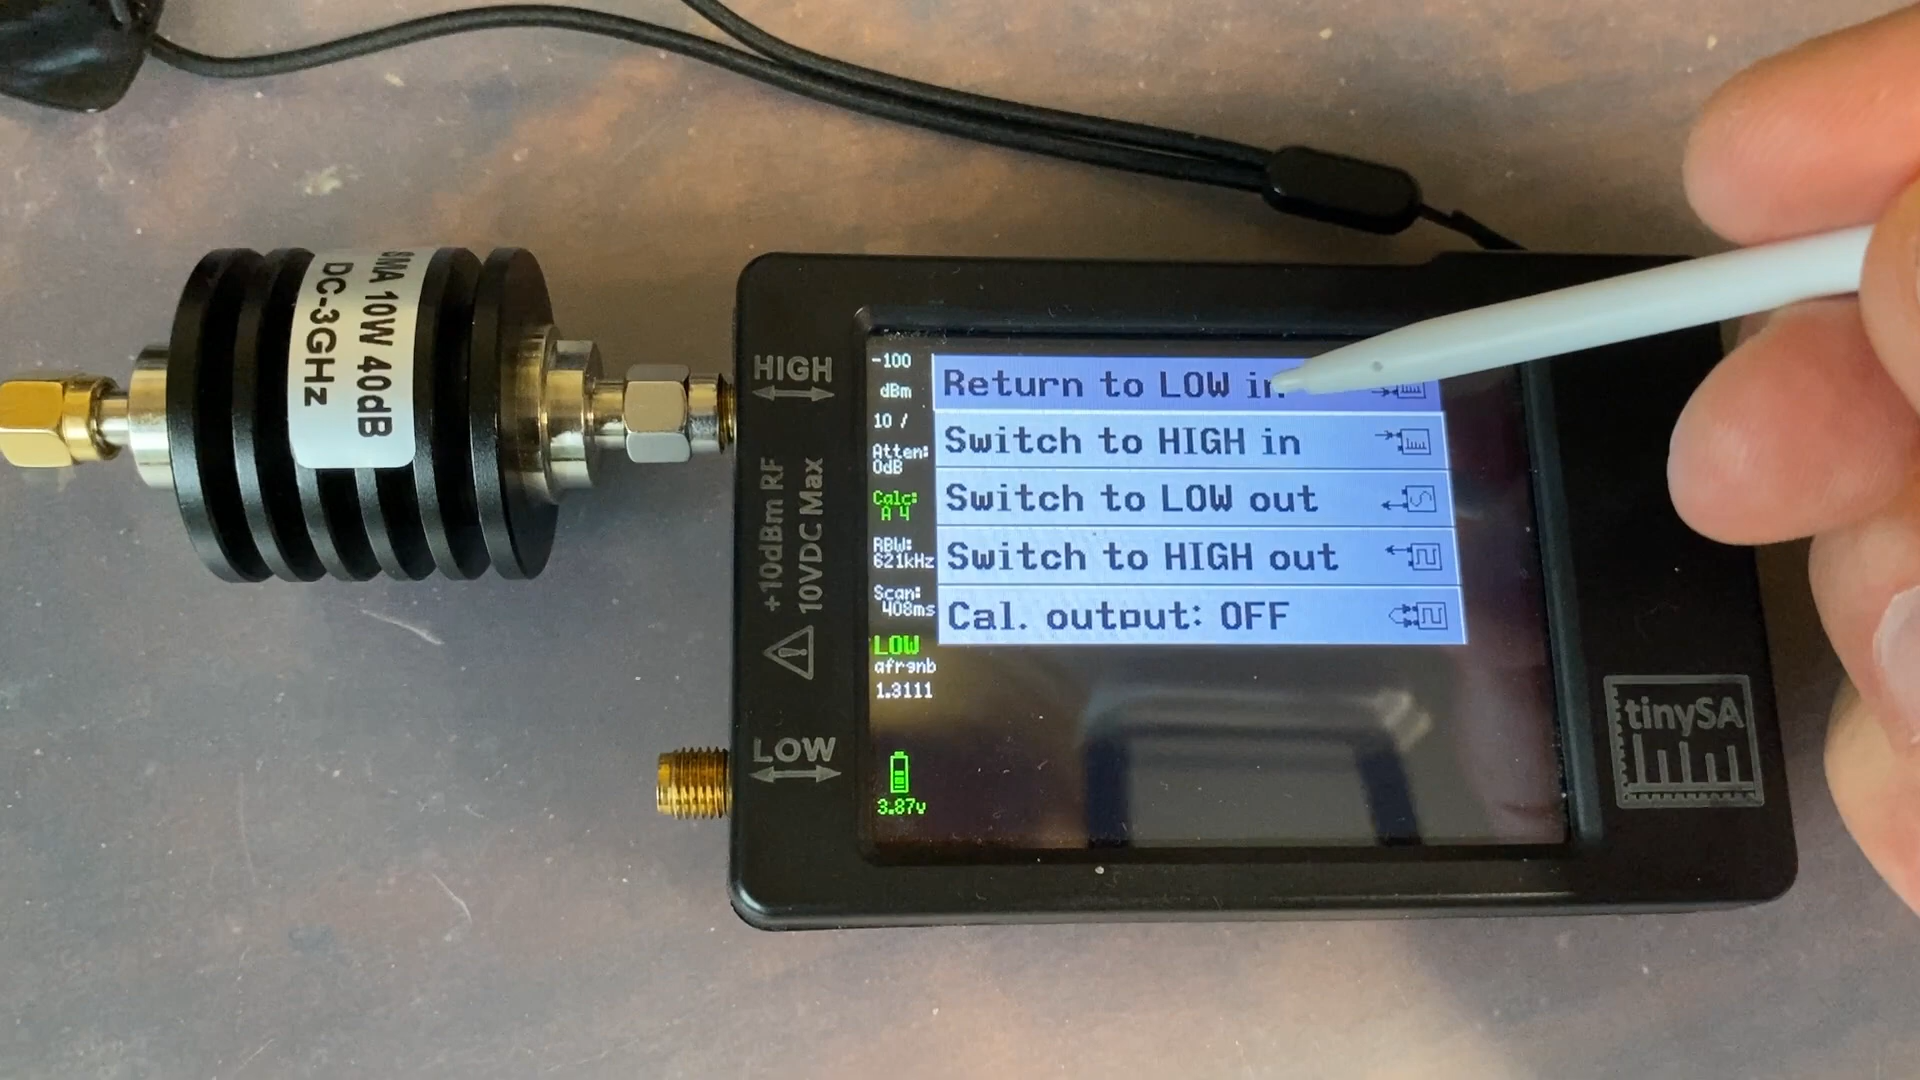 SMA 10W 40dB
DC-3GHz
HIGH
+10dBm RF
10VDC Max
LOW
-100
dBm
10 /
Atten:
0dB
Calc:
A 4
RBW:
621kHz
Scan:
408ms
LOW
1.3111
3.87v
Return to LOW in
Switch to HIGH in
Switch to LOW out
Switch to HIGH out
Cal. output: OFF
tinySA